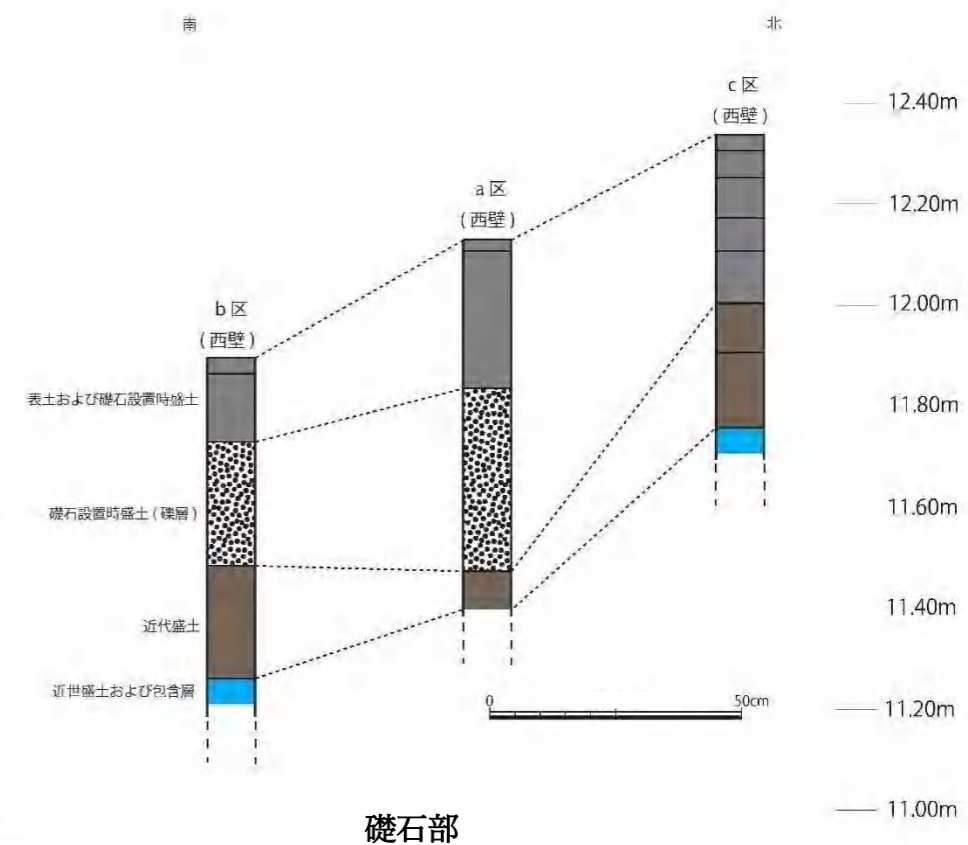 南
北
c 区
( 西壁 )
12.40m
a 区
( 西壁 )
12.20m
b 区
( 西壁 )
12.00m
表土および礎石設置時盛土
11.80m
礎石設置時盛土 ( 礫層 )
11.60m
近代盛土
11.40m
近世盛土および包含層
0
50cm
11.20m
11.00m
礎石部